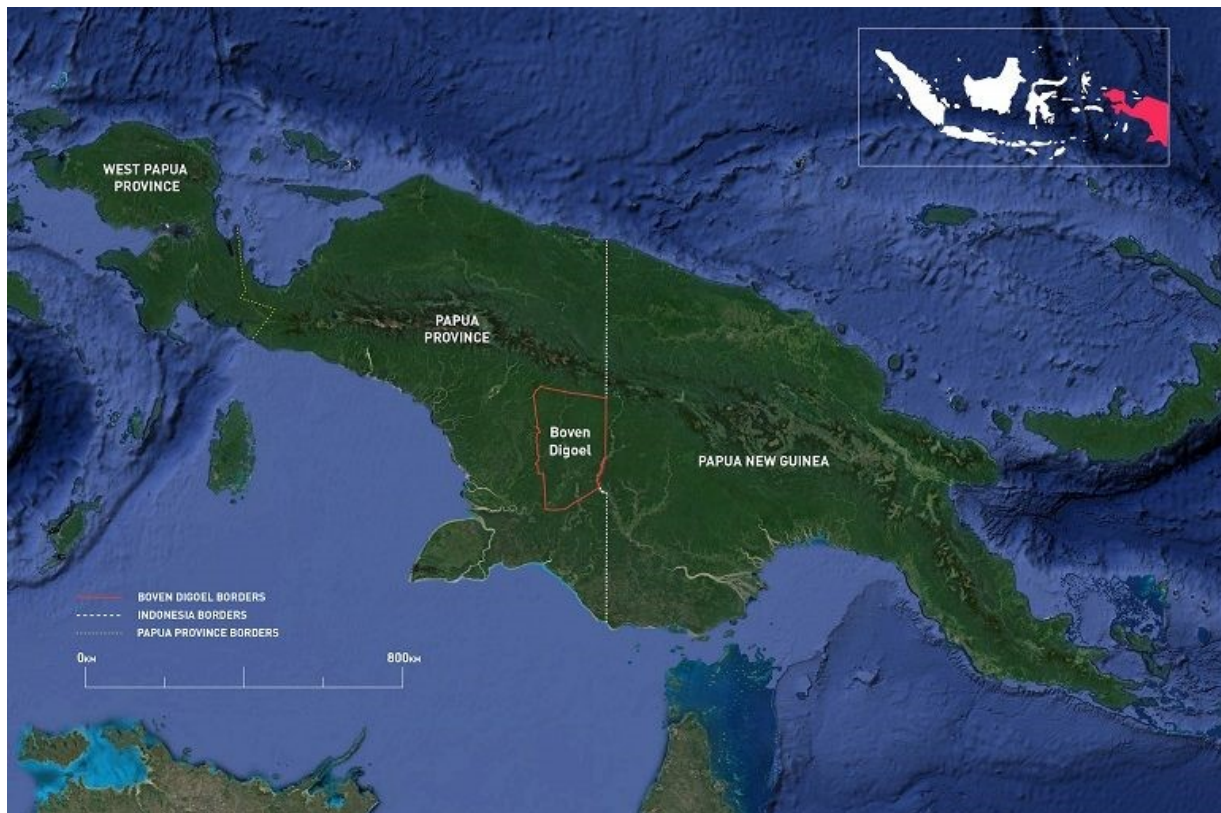 WEST PAPUA
PROVINCE
PAPUA
PROVINCE
Boven
Digoel
PAPUA NEW GUINEA
BOVEN DIGOEL BORDERS
INDONESIA BORDERS
PAPUA PROVINCE BORDERS
0KM
800KM